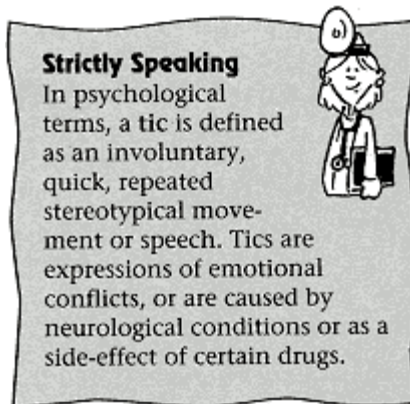 Strictly Speaking
In psychological
terms, a tic is defined
as an involuntary,
quick, repeated
stereotypical move-
ment or speech. Tics are
expressions of emotional
conflicts, or are caused by
neurological conditions or as a
side-effect of certain drugs.